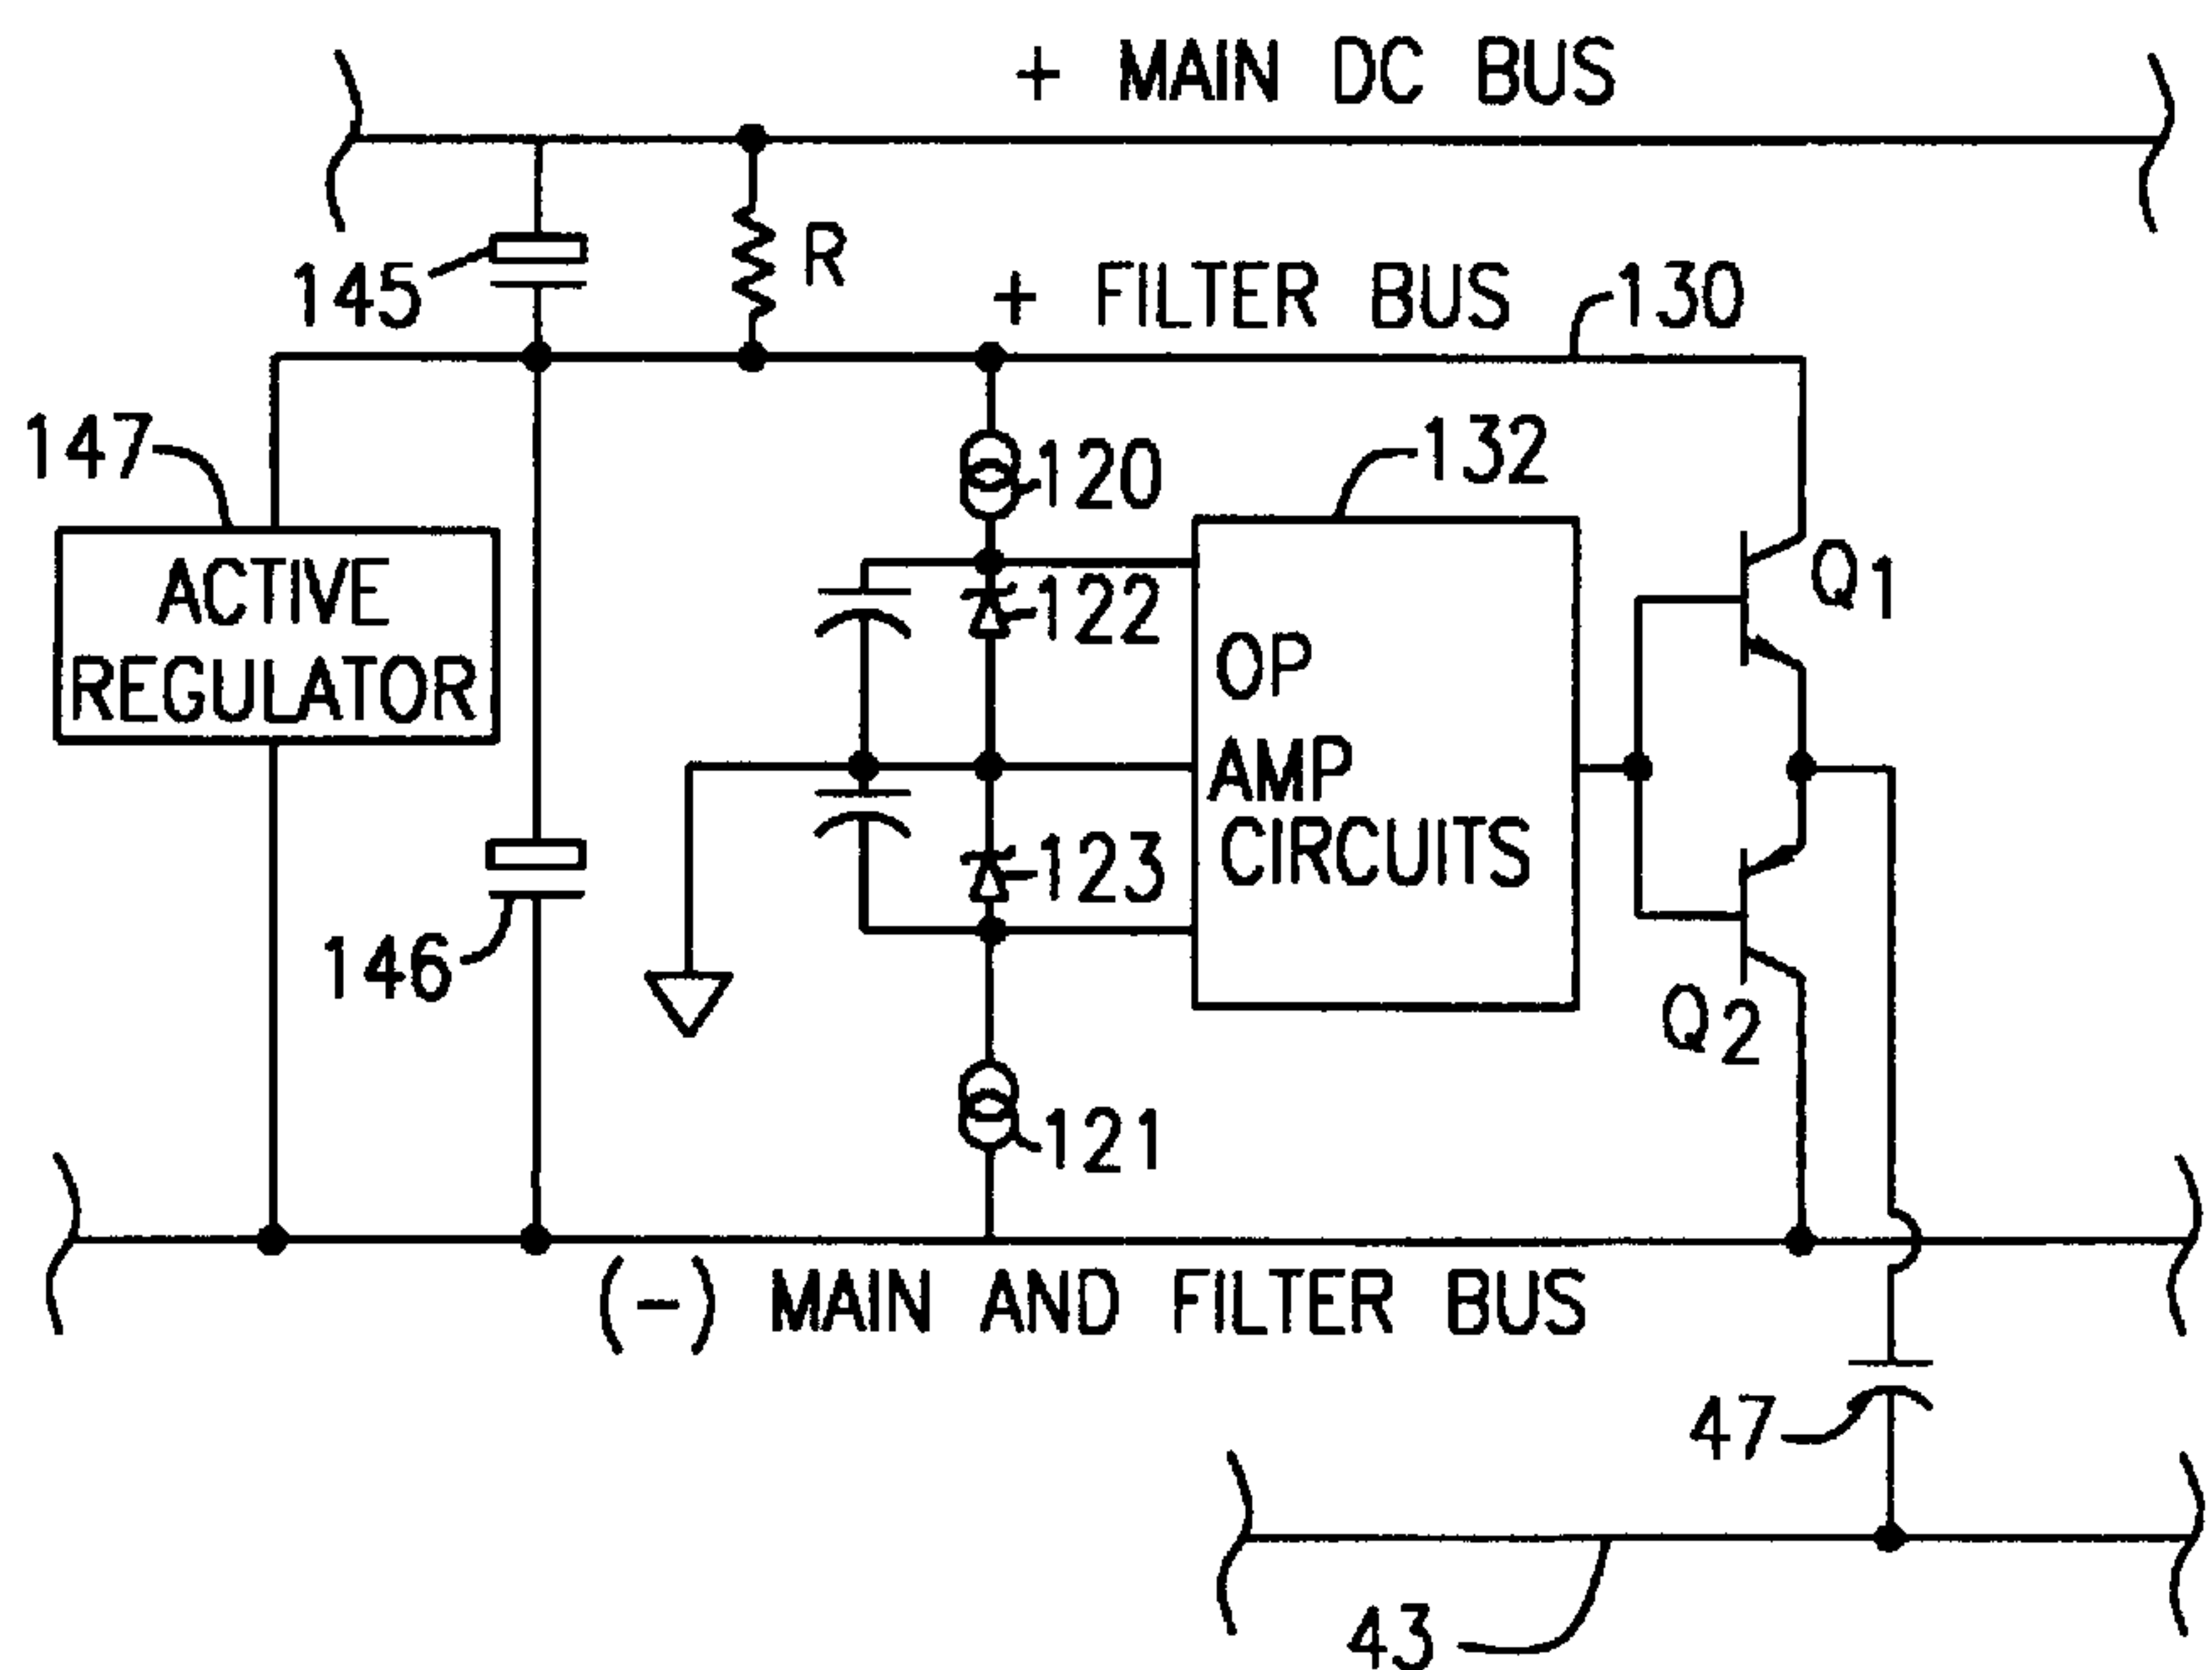 + MAIN DC BUS
R
145
+ FILTER BUS
130
147
120
132
ACTIVE
REGULATOR
122
Q1
OP
AMP
CIRCUITS
123
146
Q2
121
(-) MAIN AND FILTER BUS
47
43